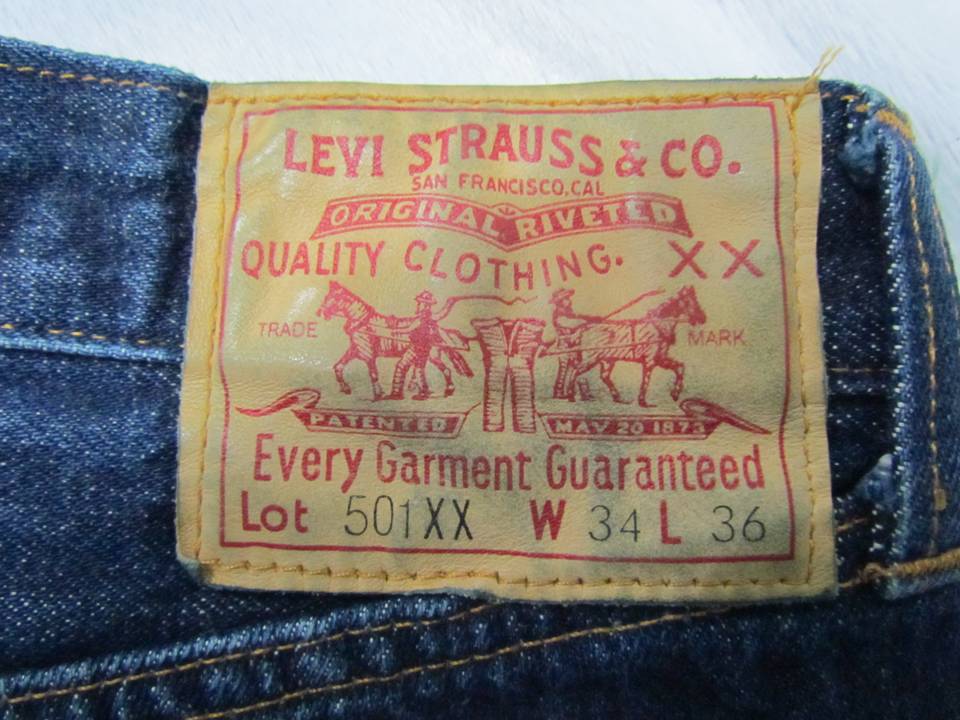 LEVI STRAUSS & CO.
SAN FRANCISCO, CAL
ORIGINAL RIVETED
QUALITY CLOTHING. XX
TRADE MARK
PATENTED MAY 20 1873
Every Garment Guaranteed
Lot 501XX W 34 L 36